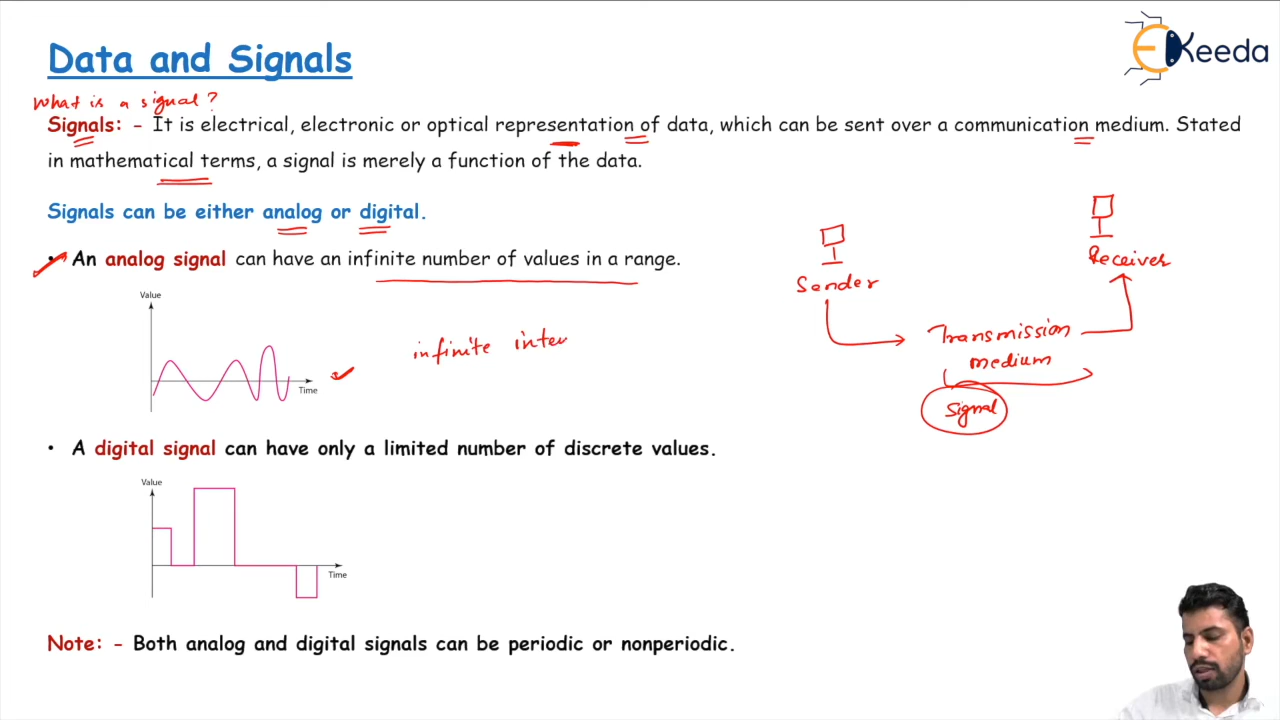 Data and Signals
EKeeda
What is a signal?
Signals: - It is electrical, electronic or optical representation of data, which can be sent over a communication medium. Stated
in mathematical terms, a signal is merely a function of the data.
Signals can be either analog or digital.
• An analog signal can have an infinite number of values in a range.
Value
Time
infinite inter
Sender
Receiver
Transmission
medium
Signal
• A digital signal can have only a limited number of discrete values.
Value
Time
Note: - Both analog and digital signals can be periodic or nonperiodic.